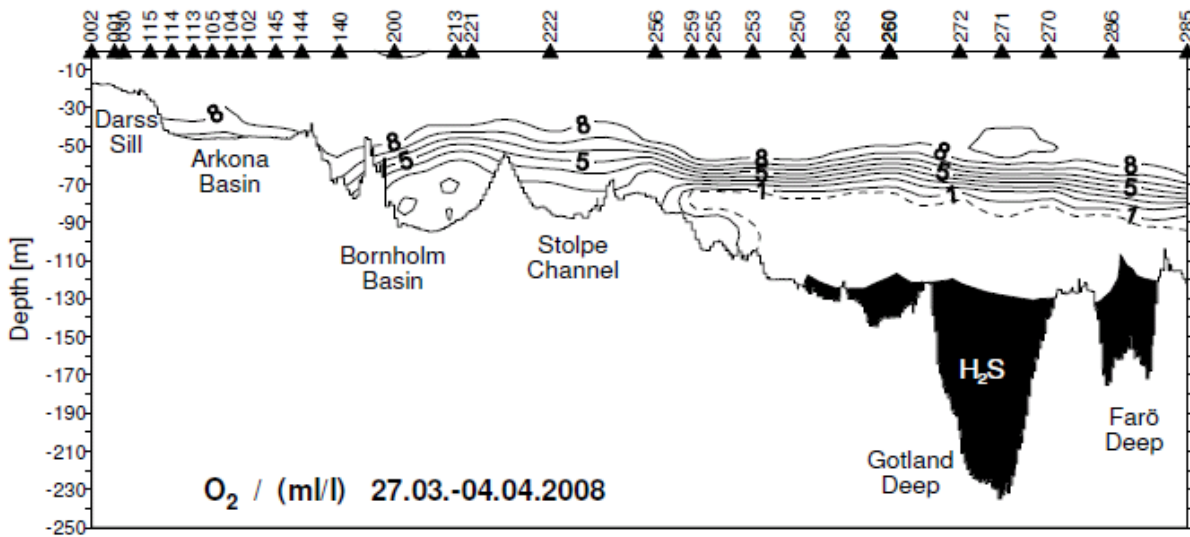 002 001 030 115 114 113 105 104 102 145 144 140 200 213 221 222 256 259 255 253 250 263 260 272 271 270 286 285
-10
-30
-50
-70
-90
-110
-130
-150
-170
-190
-210
-230
-250
Depth [m]
8 8 8 8 8 8
5 5 5 5
1 1 1
Darss
Sill
Arkona
Basin
Bornholm
Basin
Stolpe
Channel
H₂S
Gotland
Deep
Farö
Deep
O₂ / (ml/l) 27.03.-04.04.2008